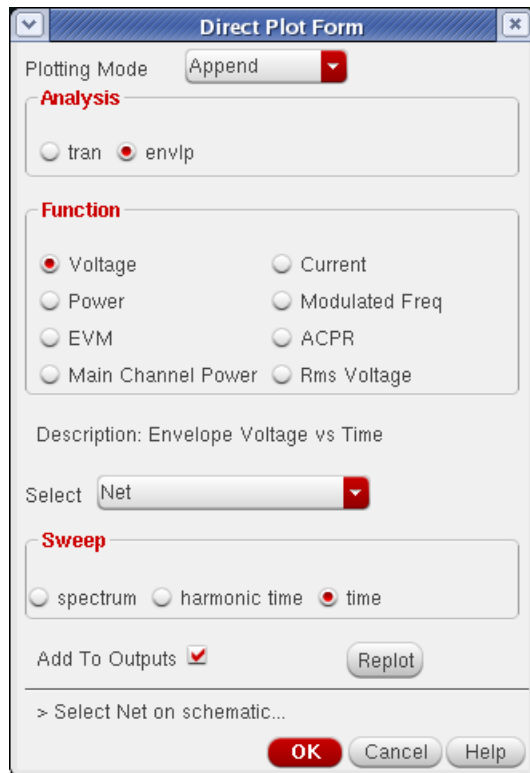 Direct Plot Form
Plotting Mode Append
Analysis
tran envlp
Function
Voltage Current
Power Modulated Freq
EVM ACPR
Main Channel Power Rms Voltage
Description: Envelope Voltage vs Time
Select Net
Sweep
spectrum harmonic time time
Add To Outputs Replot
> Select Net on schematic...
OK Cancel Help